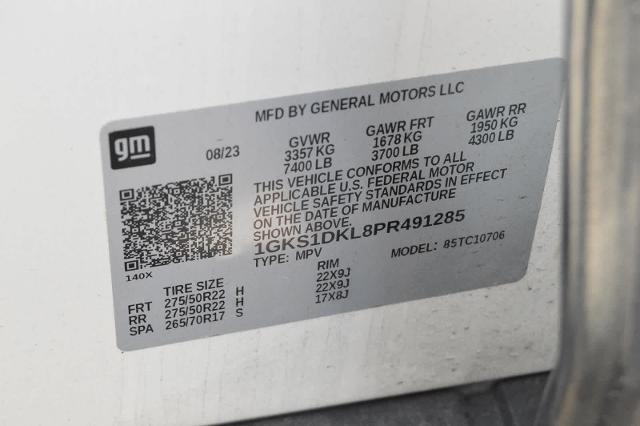 MFD BY GENERAL MOTORS LLC
gm
08/23
GVWR GAWR FRT GAWR RR
3357 KG 1678 KG 1950 KG
7400 LB 3700 LB 4300 LB
THIS VEHICLE CONFORMS TO ALL
APPLICABLE U.S. FEDERAL MOTOR
VEHICLE SAFETY STANDARDS IN EFFECT
ON THE DATE OF MANUFACTURE
SHOWN ABOVE.
1GKS1DKL8PR491285
TYPE: MPV MODEL: 85TC10706
140X
TIRE SIZE RIM
FRT 275/50R22 H 22X9J
RR 275/50R22 H 22X9J
SPA 265/70R17 S 17X8J